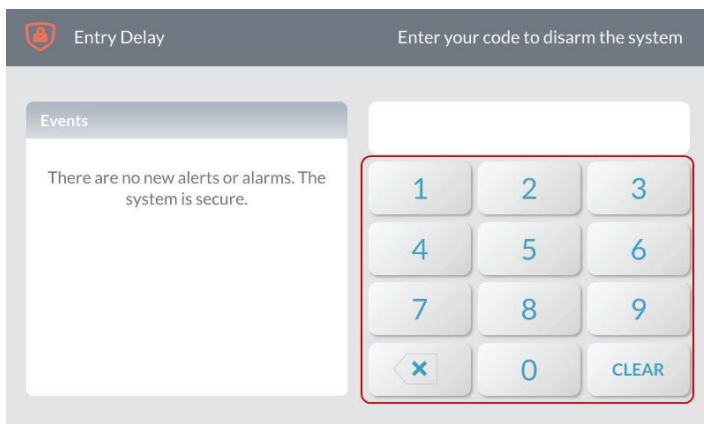 Entry Delay
Enter your code to disarm the system
Events
There are no new alerts or alarms. The
system is secure.
1 2 3
4 5 6
7 8 9
0 CLEAR